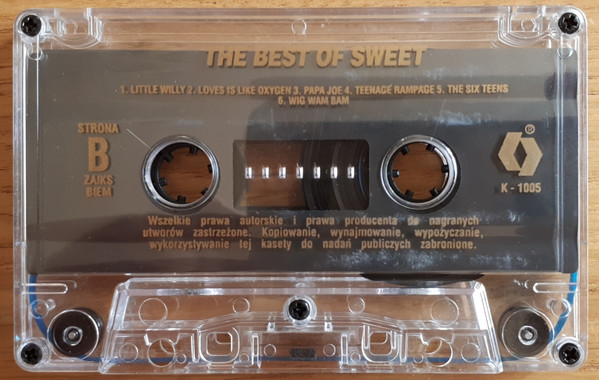 THE BEST OF SWEET
1. LITTLE WILLY 2. LOVES IS LIKE OXYGEN 3. PAPA JOE 4. TEENAGE RAMPAGE 5. THE SIX TEENS
6. WIG WAM BAM
STRONA
B
ZAIKS
BIEM
®
K - 1005
Wszelkie prawa autorskie i prawa producenta do nagranych
utworów zastrzeżone. Kopiowanie, wynajmowanie, wypożyczanie,
wykorzystywanie tej kasety do nadań publicznych zabronione.